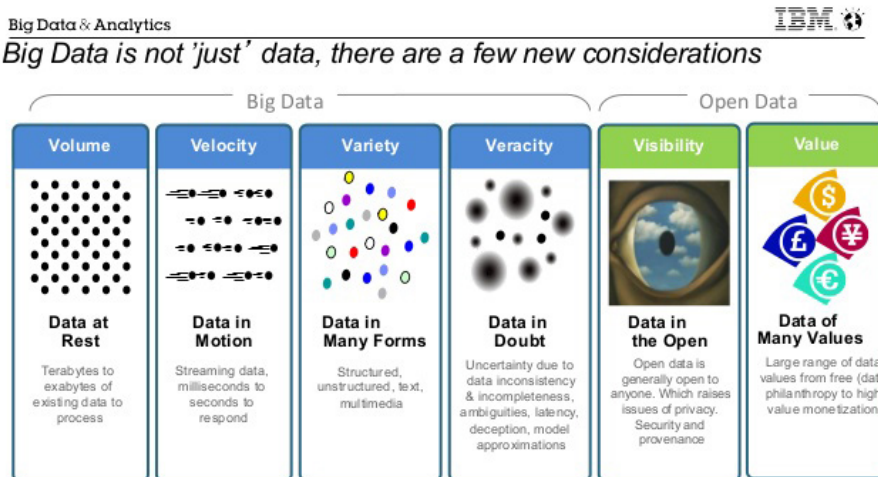 Big Data & Analytics
IBM
Big Data is not 'just' data, there are a few new considerations
Big Data
Open Data
Volume
Data at
Rest
Terabytes to
exabytes of
existing data to
process
Velocity
Data in
Motion
Streaming data,
milliseconds to
seconds to
respond
Variety
Data in
Many Forms
Structured,
unstructured, text,
multimedia
Veracity
Data in
Doubt
Uncertainty due to
data inconsistency
& incompleteness,
ambiguities, latency,
deception, model
approximations
Visibility
Data in
the Open
Open data is
generally open to
anyone. Which raises
issues of privacy.
Security and
provenance
Value
$
£
¥
€
Data of
Many Values
Large range of data
values from free (dat
philanthropy to high
value monetization